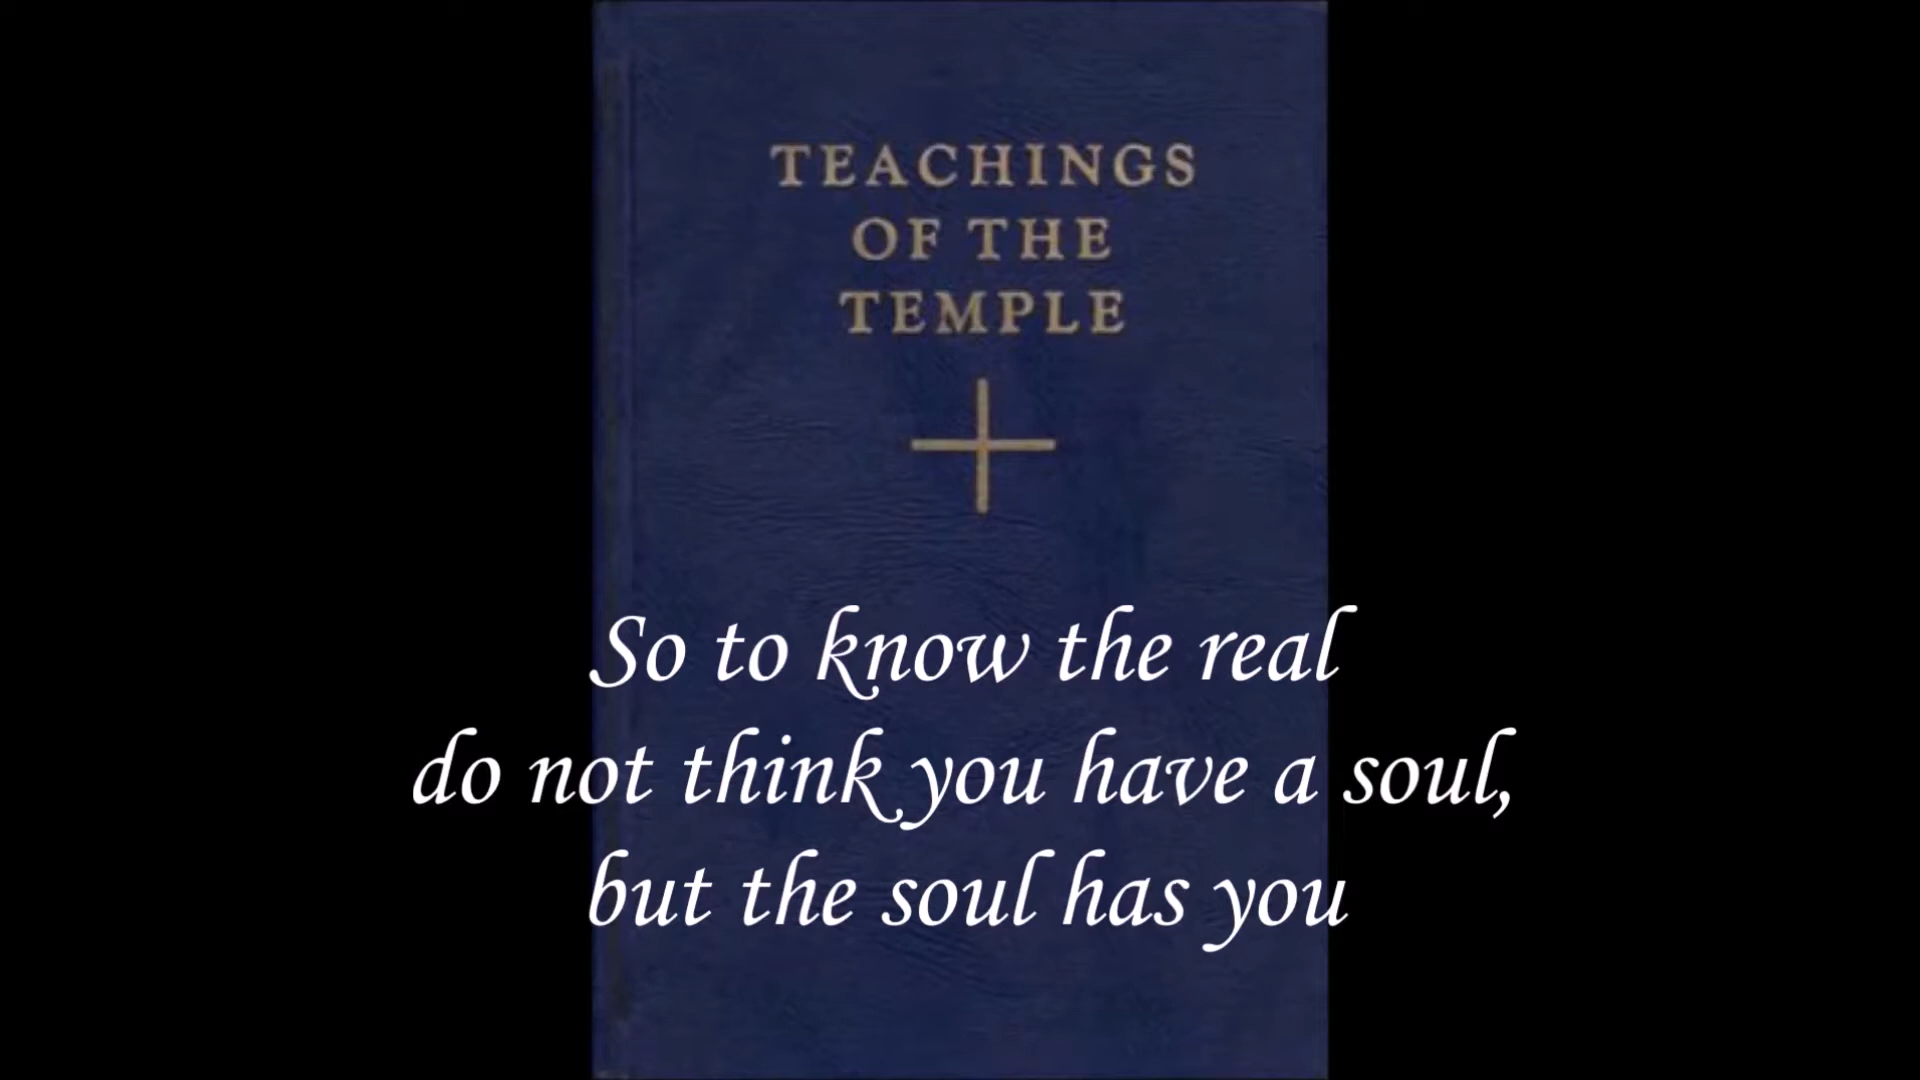 TEACHINGS
OF THE
TEMPLE
So to know the real
do not think you have a soul,
but the soul has you